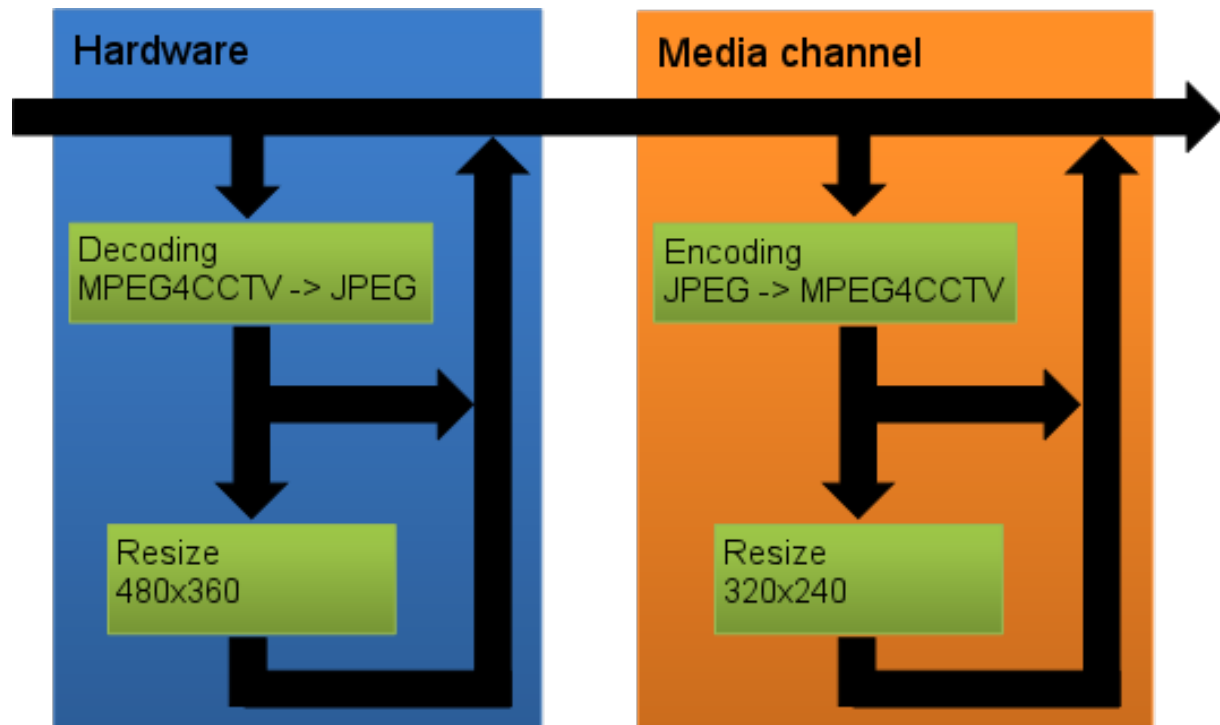 Hardware
Media channel
Decoding
MPEG4CCTV -> JPEG
Encoding
JPEG -> MPEG4CCTV
Resize
480x360
Resize
320x240